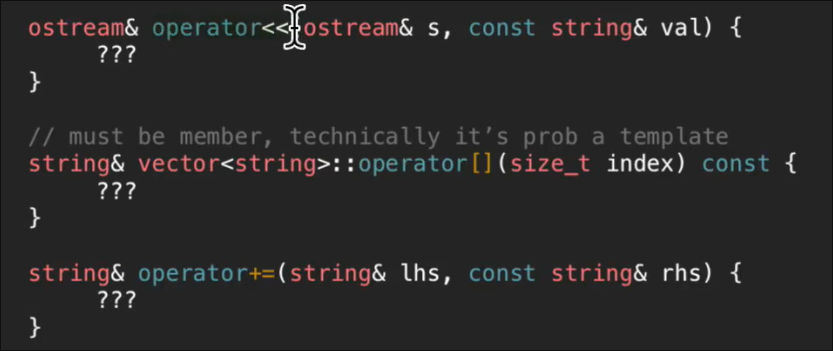 ostream& operator<<(ostream& s, const string& val) {
???
}
// must be member, technically it's prob a template
string& vector<string>::operator[](size_t index) const {
???
}
string& operator+=(string& lhs, const string& rhs) {
???
}